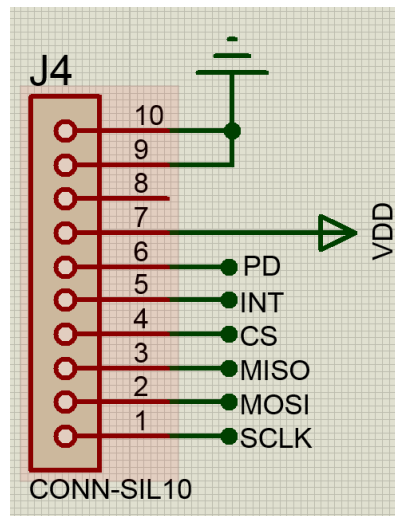 J4
10
9
8
7
VDD
6
PD
5
INT
4
CS
3
MISO
2
MOSI
1
SCLK
CONN-SIL10